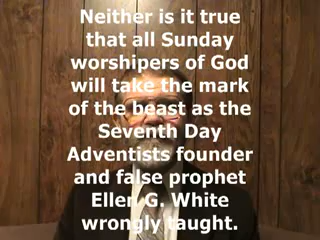 Neither is it true
that all Sunday
worshipers of God
will take the mark
of the beast as the
Seventh Day
Adventists founder
and false prophet
Ellen G. White
wrongly taught.